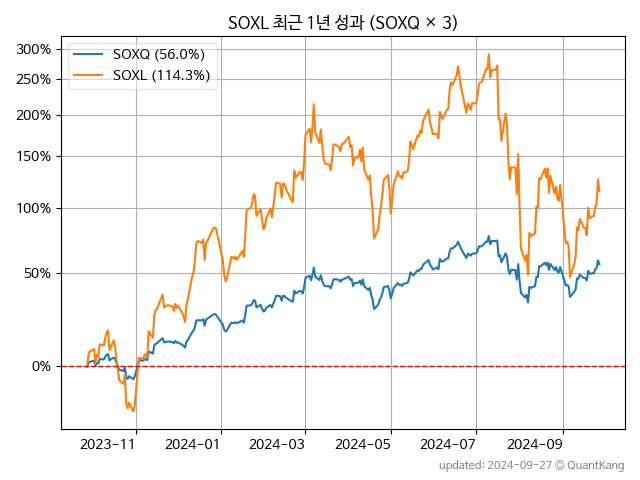 SOXL 최근 1년 성과 (SOXQ × 3)
SOXQ (56.0%)
SOXL (114.3%)
300%
250%
200%
150%
100%
50%
0%
2023-11 2024-01 2024-03 2024-05 2024-07 2024-09
updated: 2024-09-27 © QuantKang